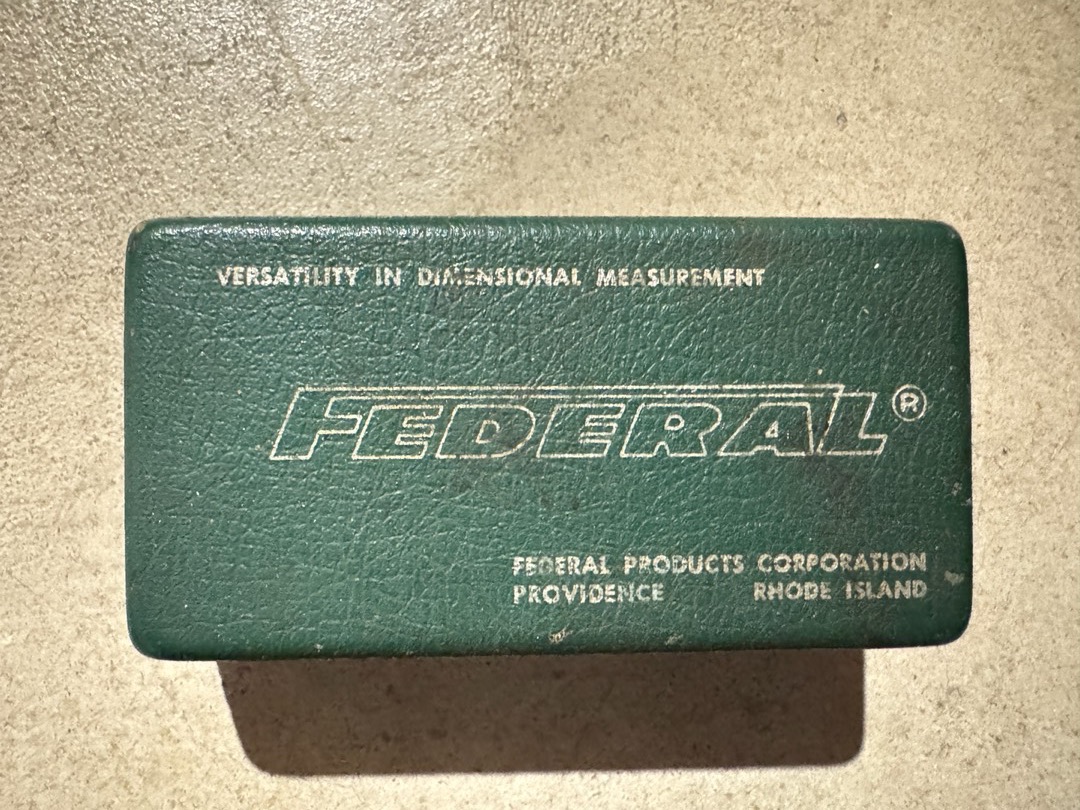 VERSATILITY IN DIMENSIONAL MEASUREMENT
FEDERAL®
FEDERAL PRODUCTS CORPORATION
PROVIDENCE RHODE ISLAND